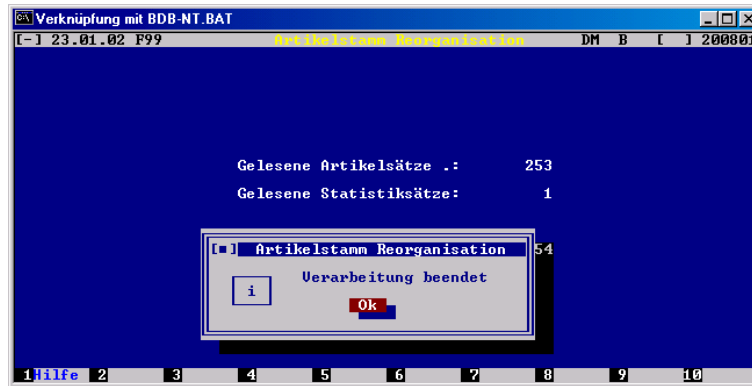 Verknüpfung mit BDB-NT.BAT
[-] 23.01.02 F99 Artikelstamm Reorganisation DM B [ ] 200801
Gelesene Artikelsätze .: 253
Gelesene Statistiksätze: 1
[■] Artikelstamm Reorganisation 54
Verarbeitung beendet
i
Ok
1Hilfe 2 3 4 5 6 7 8 9 10